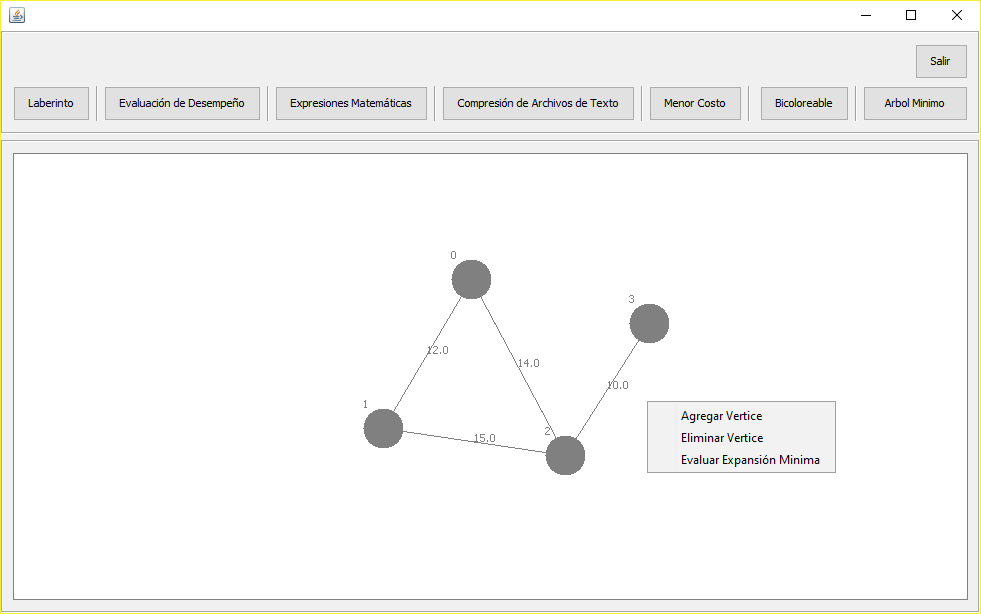 Salir
Laberinto
Evaluación de Desempeño
Expresiones Matemáticas
Compresión de Archivos de Texto
Menor Costo
Bicoloreable
Arbol Minimo
0
3
12.0
14.0
10.0
1
2
15.0
Agregar Vertice
Eliminar Vertice
Evaluar Expansión Minima